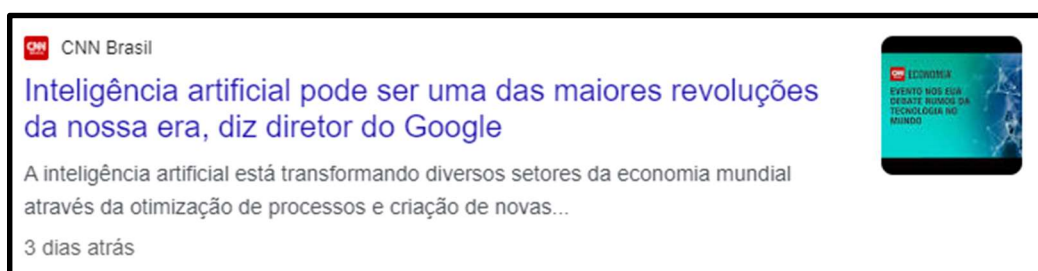 CNN Brasil
Inteligência artificial pode ser uma das maiores revoluções
da nossa era, diz diretor do Google
A inteligência artificial está transformando diversos setores da economia mundial
através da otimização de processos e criação de novas...
3 dias atrás
CNN ECONOMIA
EVENTO NOS EUA
DEBATE RUMOS DA
TECNOLOGIA NO
MUNDO